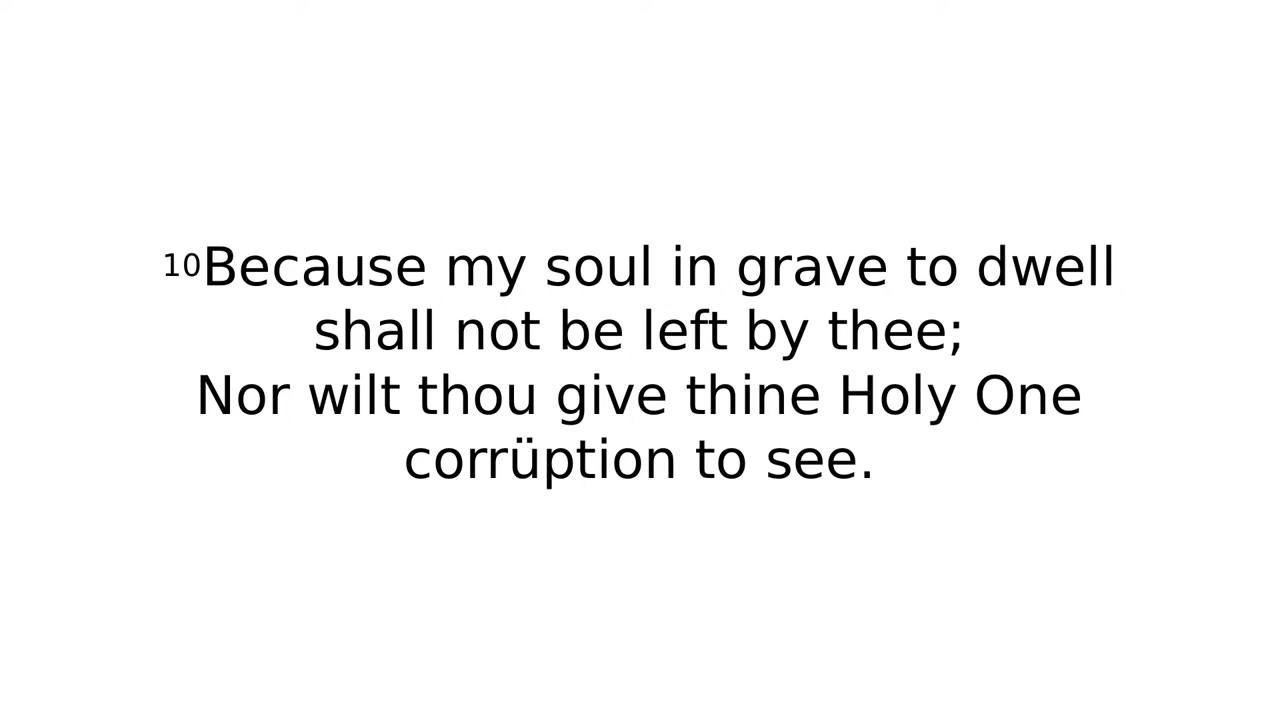 10Because my soul in grave to dwell
shall not be left by thee;
Nor wilt thou give thine Holy One
corrüption to see.